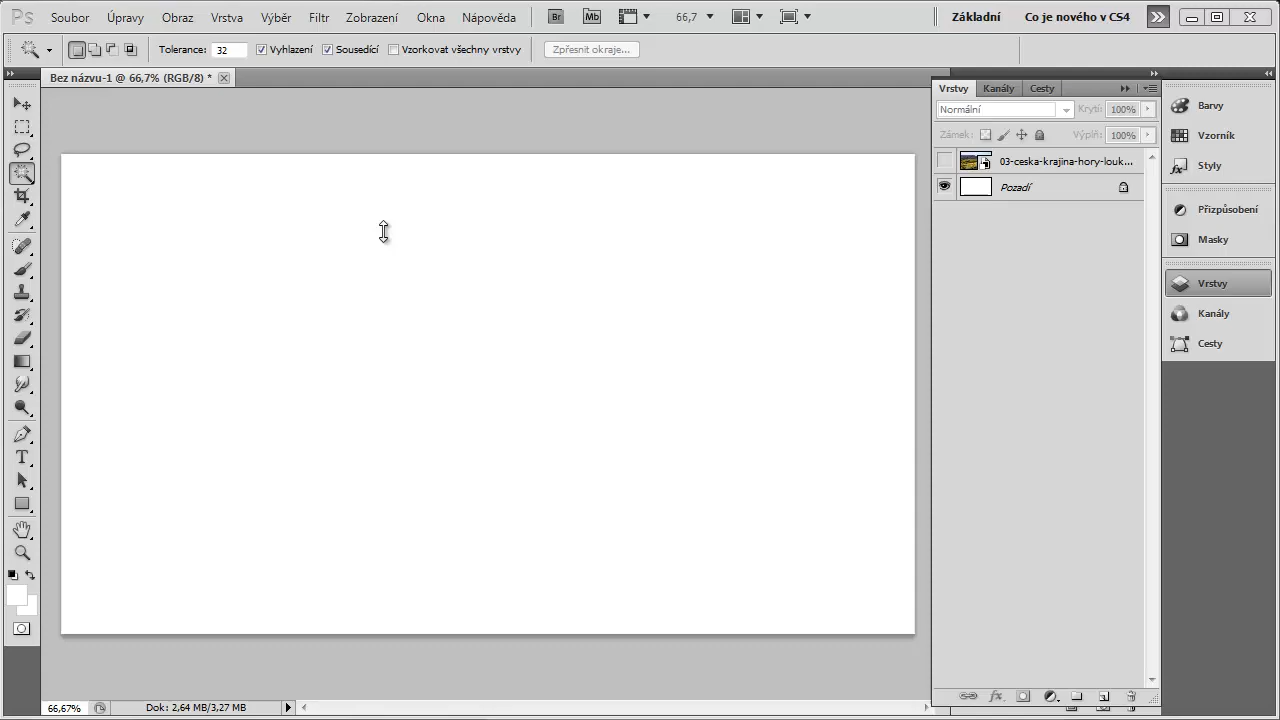 Ps Soubor Úpravy Obraz Vrstva Výběr Filtr Zobrazení Okna Nápověda Br Mb 66,7 Základní Co je nového v CS4
Tolerance: 32 Vyhlazení Sousedící Vzorkovat všechny vrstvy Zpřesnit okraje...
Bez názvu-1 @ 66,7% (RGB/8) *
Vrstvy Kanály Cesty
Normální Krytí: 100%
Zámek: Výplň: 100%
03-ceska-krajina-hory-louk...
Pozadí
Barvy
Vzorník
Styly
Přizpůsobení
Masky
Vrstvy
Kanály
Cesty
66,67% Dok: 2,64 MB/3,27 MB